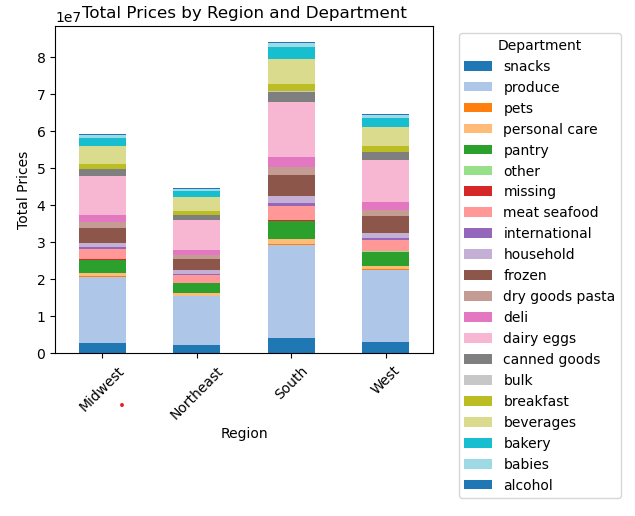 Total Prices by Region and Department
1e7
8
7
6
5
4
3
2
1
0
Total Prices
Midwest
Northeast
South
West
Region
Department
snacks
produce
pets
personal care
pantry
other
missing
meat seafood
international
household
frozen
dry goods pasta
deli
dairy eggs
canned goods
bulk
breakfast
beverages
bakery
babies
alcohol